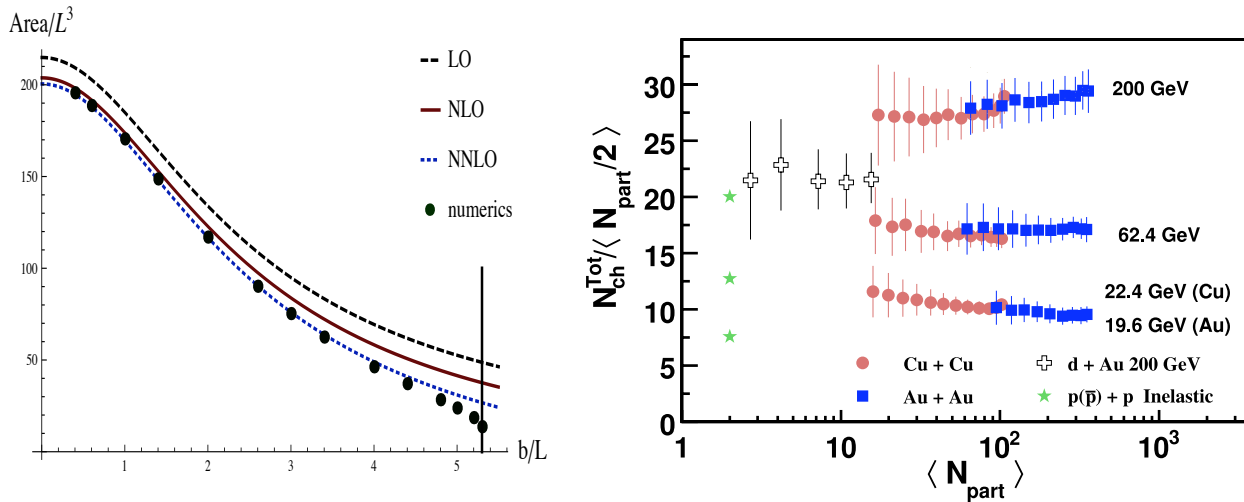 Area/L³
200
150
100
50
1
2
3
4
5
b/L
LO
NLO
NNLO
numerics
N_ch^Tot/⟨ N_part/2 ⟩
30
25
20
15
10
5
0
200 GeV
62.4 GeV
22.4 GeV (Cu)
19.6 GeV (Au)
Cu + Cu
d + Au 200 GeV
Au + Au
p(p̅) + p Inelastic
1
10
10²
10³
⟨ N_part ⟩